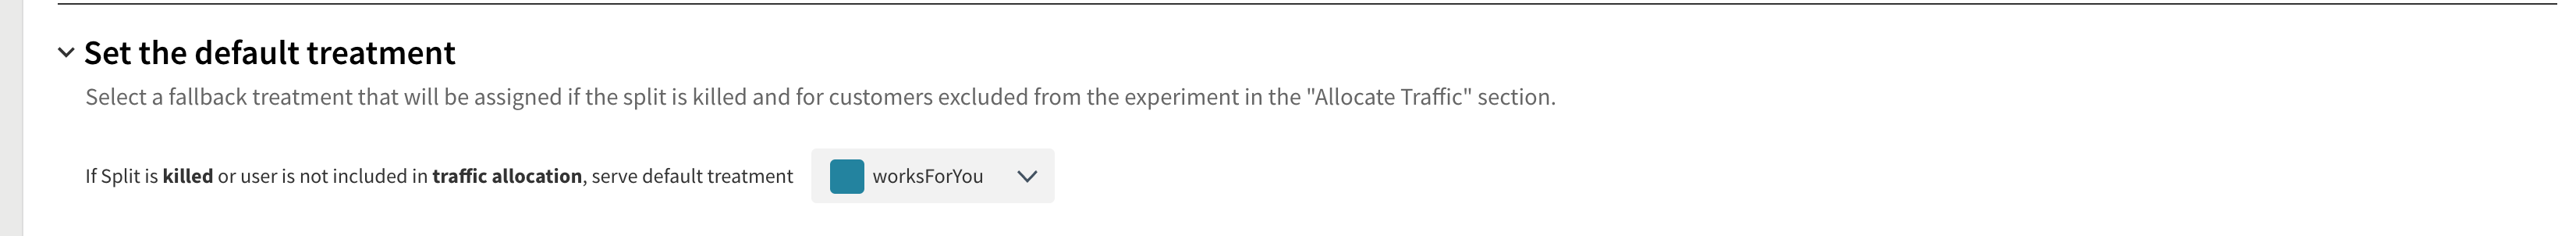 Set the default treatment
Select a fallback treatment that will be assigned if the split is killed and for customers excluded from the experiment in the "Allocate Traffic" section.
If Split is killed or user is not included in traffic allocation, serve default treatment worksForYou